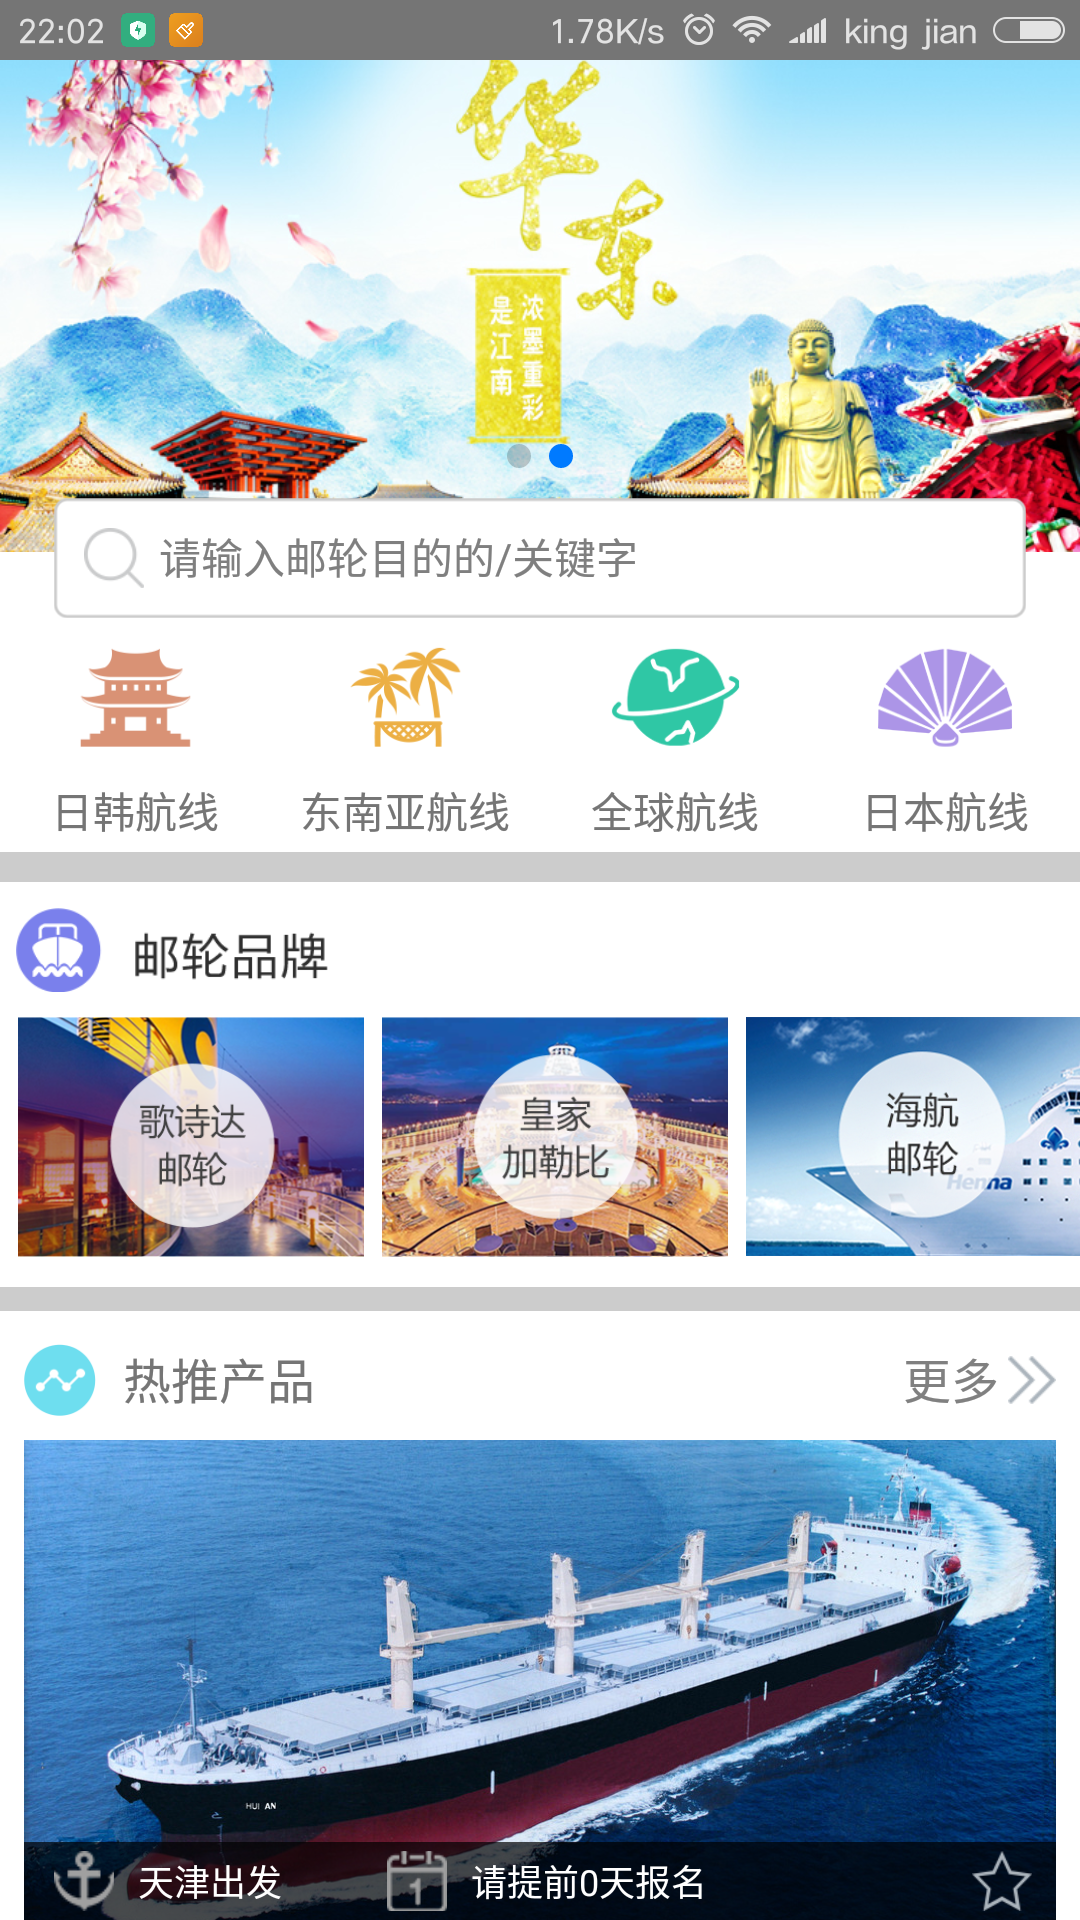 22:02
1.78K/s
king jian
华东
浓墨重彩
是江南
请输入邮轮目的的/关键字
日韩航线
东南亚航线
全球航线
日本航线
邮轮品牌
歌诗达
邮轮
皇家
加勒比
海航
邮轮
Henna
热推产品
更多
HUI AN
天津出发
1
请提前0天报名